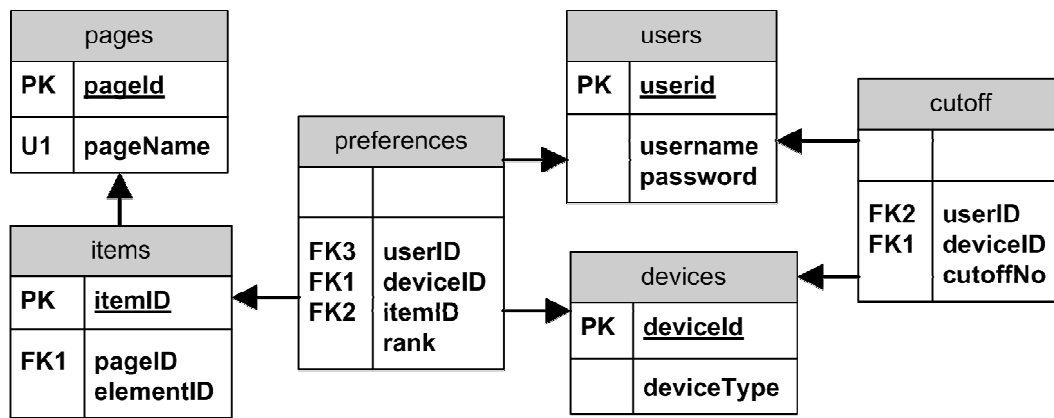 pages
PK pageId
U1 pageName
users
PK userid
username
password
cutoff
FK2 userID
FK1 deviceID
cutoffNo
preferences
FK3 userID
FK1 deviceID
FK2 itemID
rank
items
PK itemID
FK1 pageID
elementID
devices
PK deviceId
deviceType